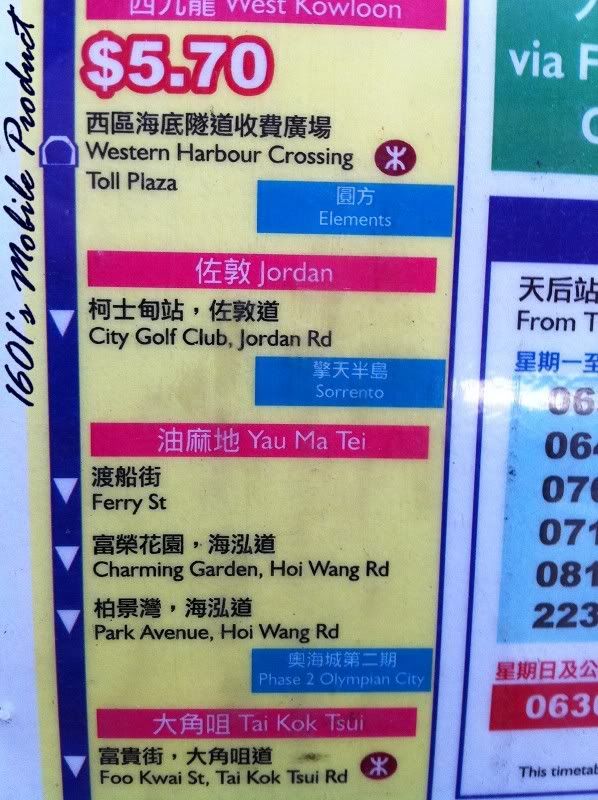 西九龍 West Kowloon
$5.70
西區海底隧道收費廣場
Western Harbour Crossing
Toll Plaza
圓方
Elements
佐敦 Jordan
柯士甸站，佐敦道
City Golf Club, Jordan Rd
擎天半島
Sorrento
油麻地 Yau Ma Tei
渡船街
Ferry St
富榮花園，海泓道
Charming Garden, Hoi Wang Rd
柏景灣，海泓道
Park Avenue, Hoi Wang Rd
奧海城第二期
Phase 2 Olympian City
大角咀 Tai Kok Tsui
富貴街，大角咀道
Foo Kwai St, Tai Kok Tsui Rd
1601's Mobile Product
via
天后站
From
星期一至
223
星期日及公
This